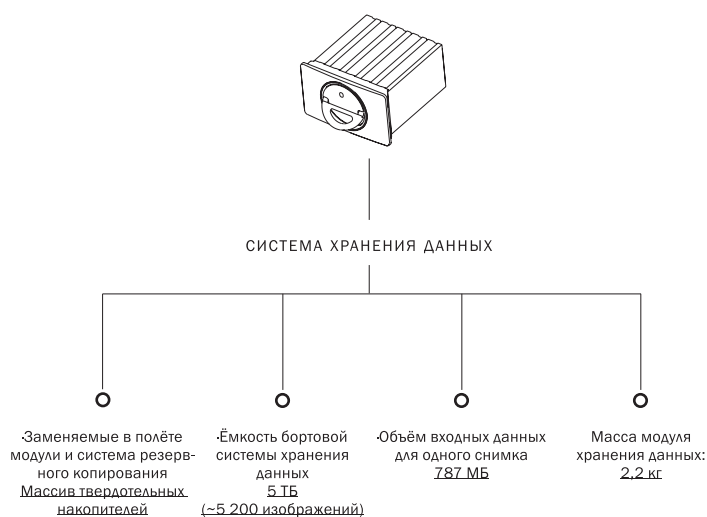 СИСТЕМА ХРАНЕНИЯ ДАННЫХ
·Заменяемые в полёте
модули и система резерв-
ного копирования
Массив твердотельных
накопителей
·Ёмкость бортовой
системы хранения
данных
5 ТБ
(~5 200 изображений)
·Объём входных данных
для одного снимка
787 МБ
Масса модуля
хранения данных:
2,2 кг